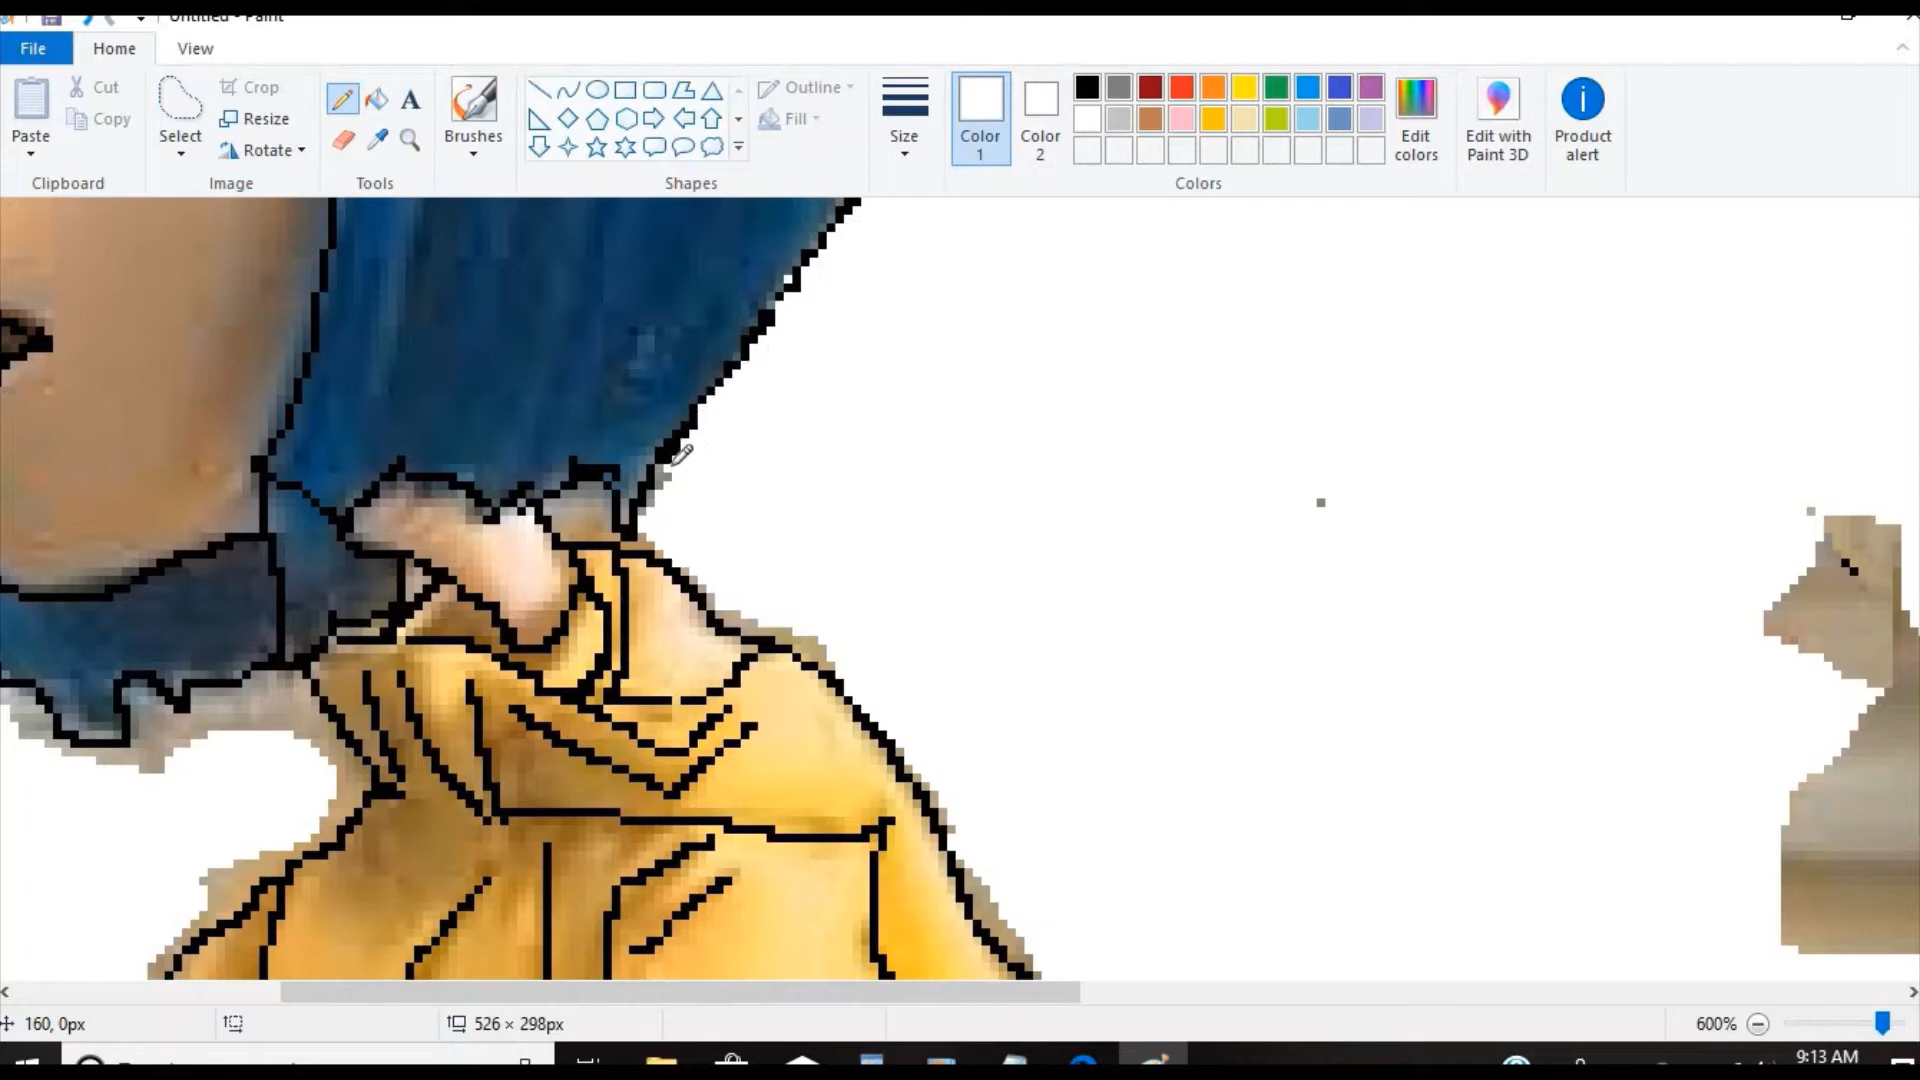 Untitled - Paint
File Home View
Paste Cut Copy Clipboard
Select Crop Resize Rotate Image
A Tools
Brushes
Shapes Outline Fill
Size
Color 1 Color 2 Colors
Edit colors
Edit with Paint 3D
Product alert
160, 0px
526 × 298px
600%
9:13 AM